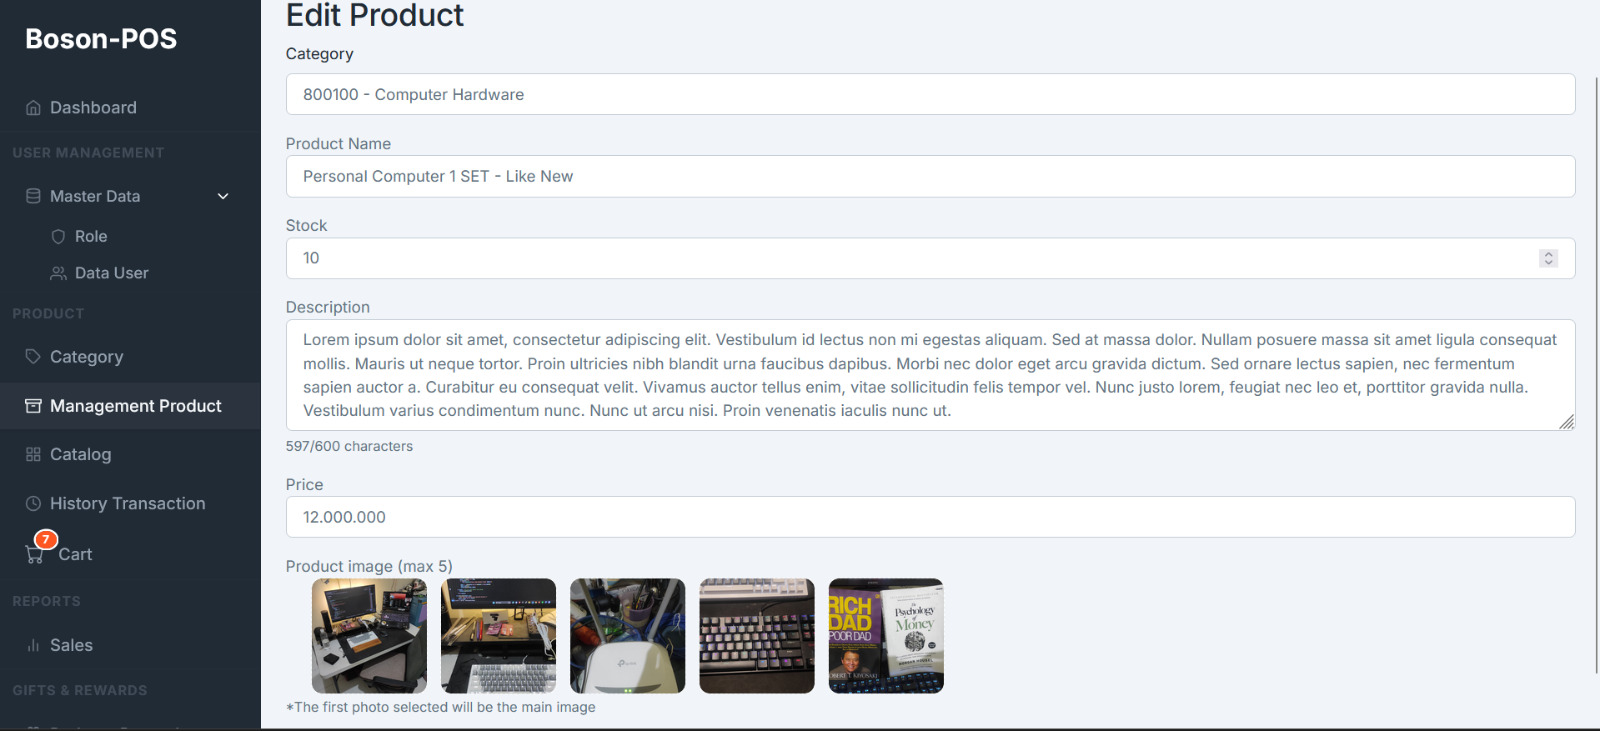 Boson-POS
Dashboard
USER MANAGEMENT
Master Data
Role
Data User
PRODUCT
Category
Management Product
Catalog
History Transaction
7
Cart
REPORTS
Sales
GIFTS & REWARDS
Edit Product
Category
800100 - Computer Hardware
Product Name
Personal Computer 1 SET - Like New
Stock
10
Description
Lorem ipsum dolor sit amet, consectetur adipiscing elit. Vestibulum id lectus non mi egestas aliquam. Sed at massa dolor. Nullam posuere massa sit amet ligula consequat
mollis. Mauris ut neque tortor. Proin ultricies nibh blandit urna faucibus dapibus. Morbi nec dolor eget arcu gravida dictum. Sed ornare lectus sapien, nec fermentum
sapien auctor a. Curabitur eu consequat velit. Vivamus auctor tellus enim, vitae sollicitudin felis tempor vel. Nunc justo lorem, feugiat nec leo et, porttitor gravida nulla.
Vestibulum varius condimentum nunc. Nunc ut arcu nisi. Proin venenatis iaculis nunc ut.
597/600 characters
Price
12.000.000
Product image (max 5)
RICH
DAD
POOR DAD
The
Psychology
of
Money
*The first photo selected will be the main image